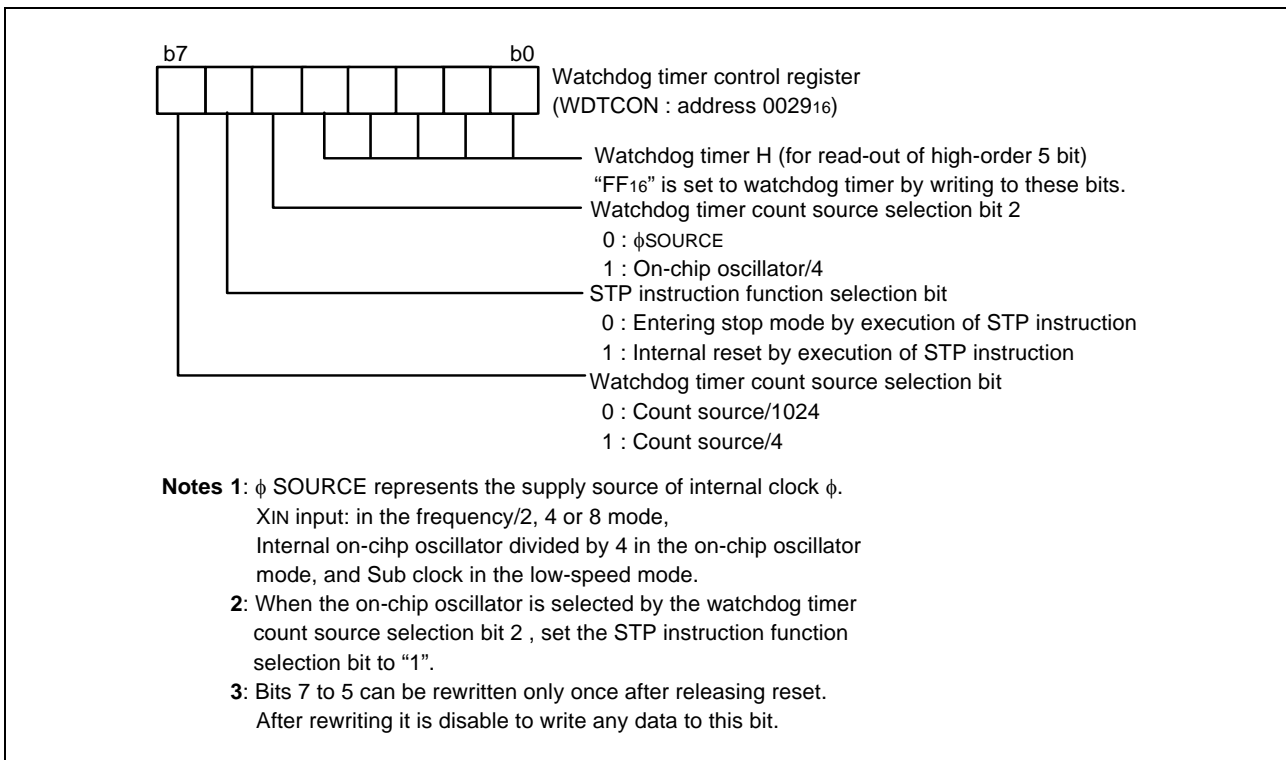 b7 b0
Watchdog timer control register
(WDTCON : address 002916)
Watchdog timer H (for read-out of high-order 5 bit)
“FF16” is set to watchdog timer by writing to these bits.
Watchdog timer count source selection bit 2
0 : ϕSOURCE
1 : On-chip oscillator/4
STP instruction function selection bit
0 : Entering stop mode by execution of STP instruction
1 : Internal reset by execution of STP instruction
Watchdog timer count source selection bit
0 : Count source/1024
1 : Count source/4
Notes 1: ϕ SOURCE represents the supply source of internal clock ϕ.
XIN input: in the frequency/2, 4 or 8 mode,
Internal on-cihp oscillator divided by 4 in the on-chip oscillator
mode, and Sub clock in the low-speed mode.
2: When the on-chip oscillator is selected by the watchdog timer
count source selection bit 2 , set the STP instruction function
selection bit to “1”.
3: Bits 7 to 5 can be rewritten only once after releasing reset.
After rewriting it is disable to write any data to this bit.